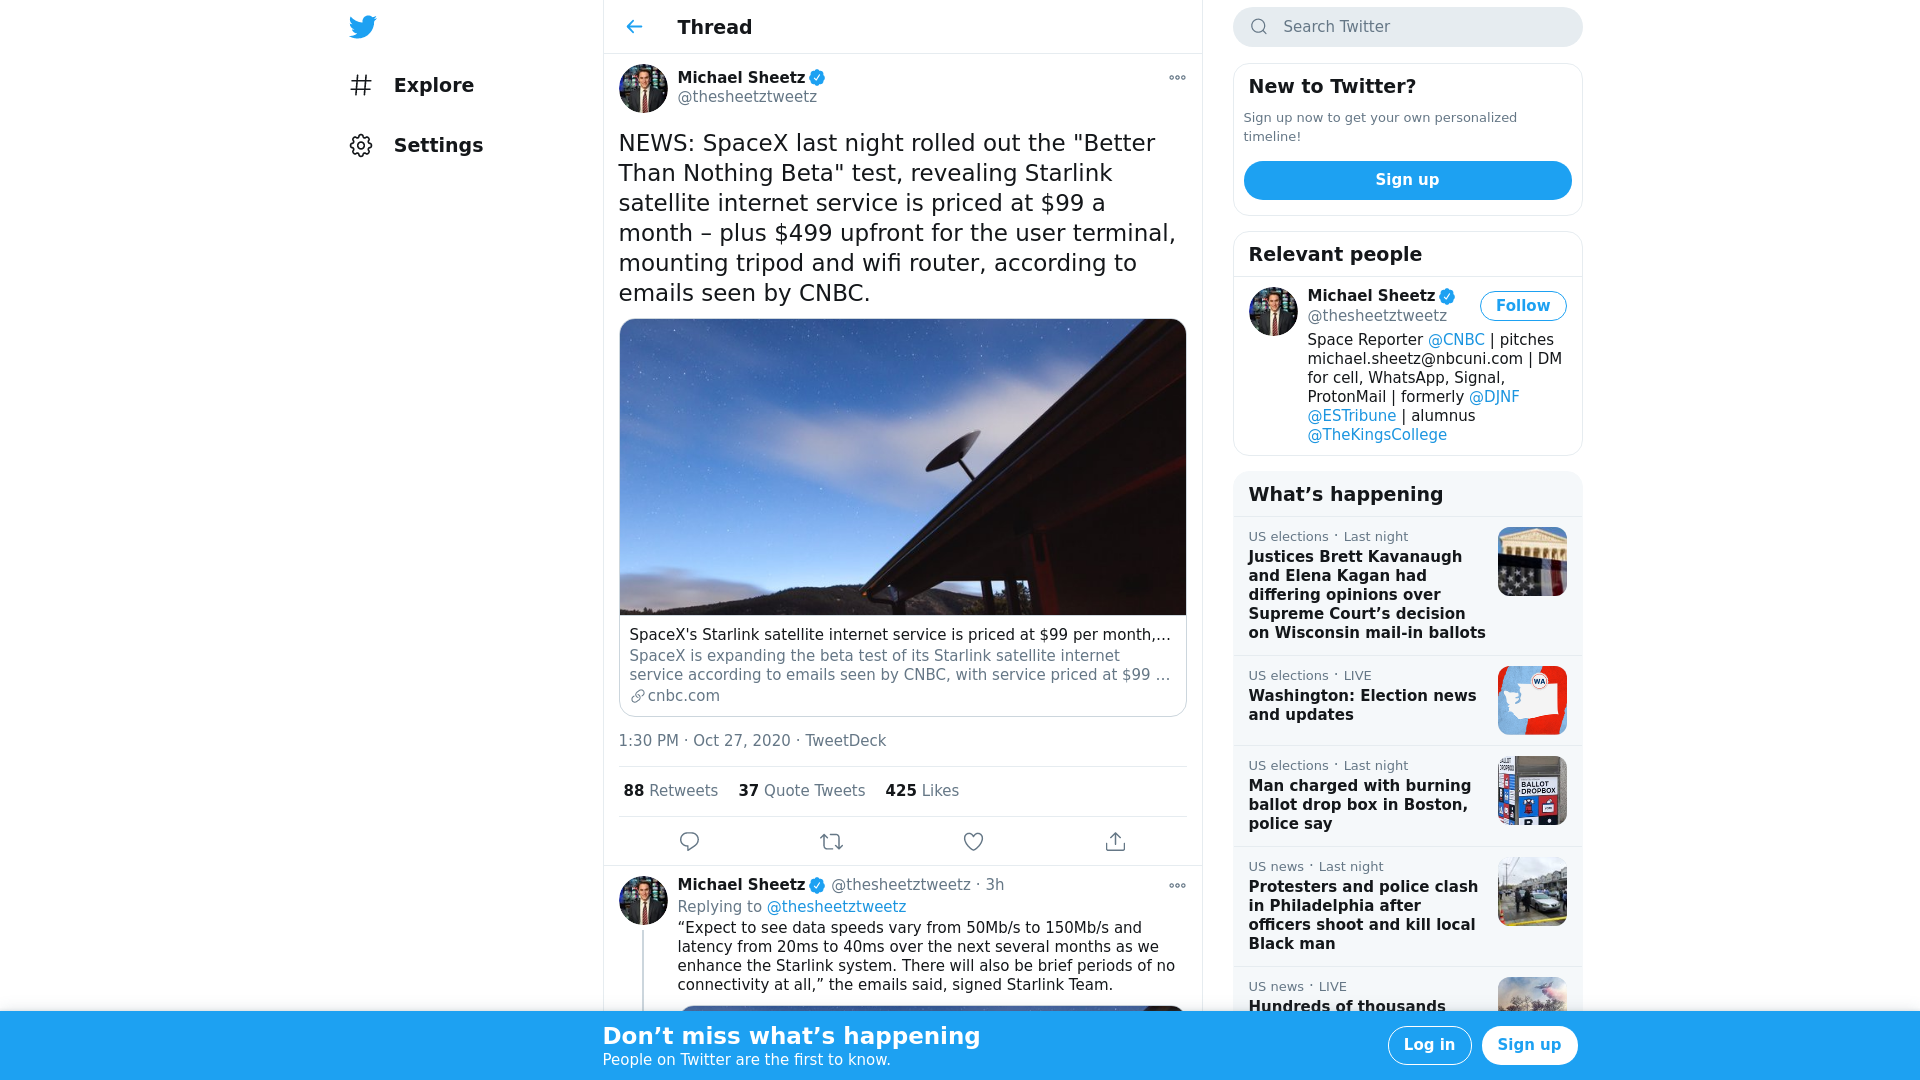 Explore
Settings
Thread
Michael Sheetz
@thesheetztweetz
NEWS: SpaceX last night rolled out the "Better
Than Nothing Beta" test, revealing Starlink
satellite internet service is priced at $99 a
month – plus $499 upfront for the user terminal,
mounting tripod and wifi router, according to
emails seen by CNBC.
SpaceX's Starlink satellite internet service is priced at $99 per month,…
SpaceX is expanding the beta test of its Starlink satellite internet
service according to emails seen by CNBC, with service priced at $99 …
cnbc.com
1:30 PM · Oct 27, 2020 · TweetDeck
88 Retweets 37 Quote Tweets 425 Likes
Michael Sheetz @thesheetztweetz · 3h
Replying to @thesheetztweetz
“Expect to see data speeds vary from 50Mb/s to 150Mb/s and
latency from 20ms to 40ms over the next several months as we
enhance the Starlink system. There will also be brief periods of no
connectivity at all,” the emails said, signed Starlink Team.
Search Twitter
New to Twitter?
Sign up now to get your own personalized
timeline!
Sign up
Relevant people
Michael Sheetz
@thesheetztweetz
Follow
Space Reporter @CNBC | pitches
michael.sheetz@nbcuni.com | DM
for cell, WhatsApp, Signal,
ProtonMail | formerly @DJNF
@ESTribune | alumnus
@TheKingsCollege
What’s happening
US elections · Last night
Justices Brett Kavanaugh
and Elena Kagan had
differing opinions over
Supreme Court’s decision
on Wisconsin mail-in ballots
US elections · LIVE
Washington: Election news
and updates
WA
US elections · Last night
Man charged with burning
ballot drop box in Boston,
police say
BALLOT
DROPBOX
US news · Last night
Protesters and police clash
in Philadelphia after
officers shoot and kill local
Black man
US news · LIVE
Hundreds of thousands
Don’t miss what’s happening
People on Twitter are the first to know.
Log in
Sign up